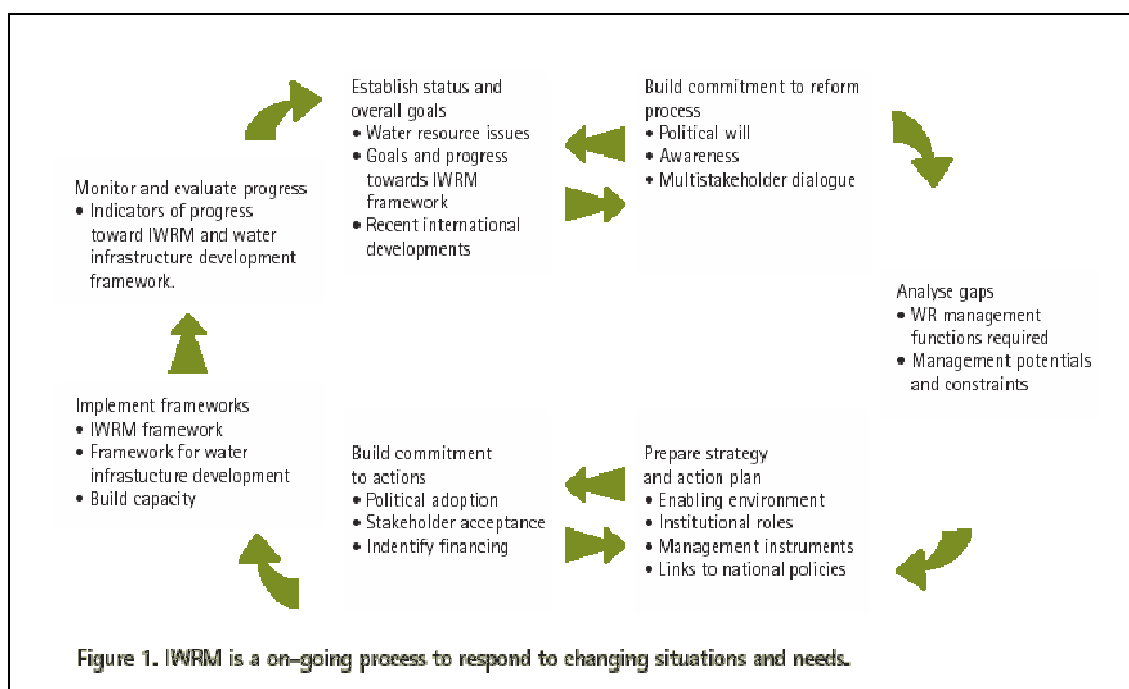 Establish status and
overall goals
• Water resource issues
• Goals and progress
towards IWRM
framework
• Recent international
developments
Build commitment to reform
process
• Political will
• Awareness
• Multistakeholder dialogue
Analyse gaps
• WR management
functions required
• Management potentials
and constraints
Prepare strategy
and action plan
• Enabling environment
• Institutional roles
• Management instruments
• Links to national policies
Build commitment
to actions
• Political adoption
• Stakeholder acceptance
• Indentify financing
Implement frameworks
• IWRM framework
• Framework for water
infrastucture development
• Build capacity
Monitor and evaluate progress
• Indicators of progress
toward IWRM and water
infrastructure development
framework.
Figure 1. IWRM is a on-going process to respond to changing situations and needs.